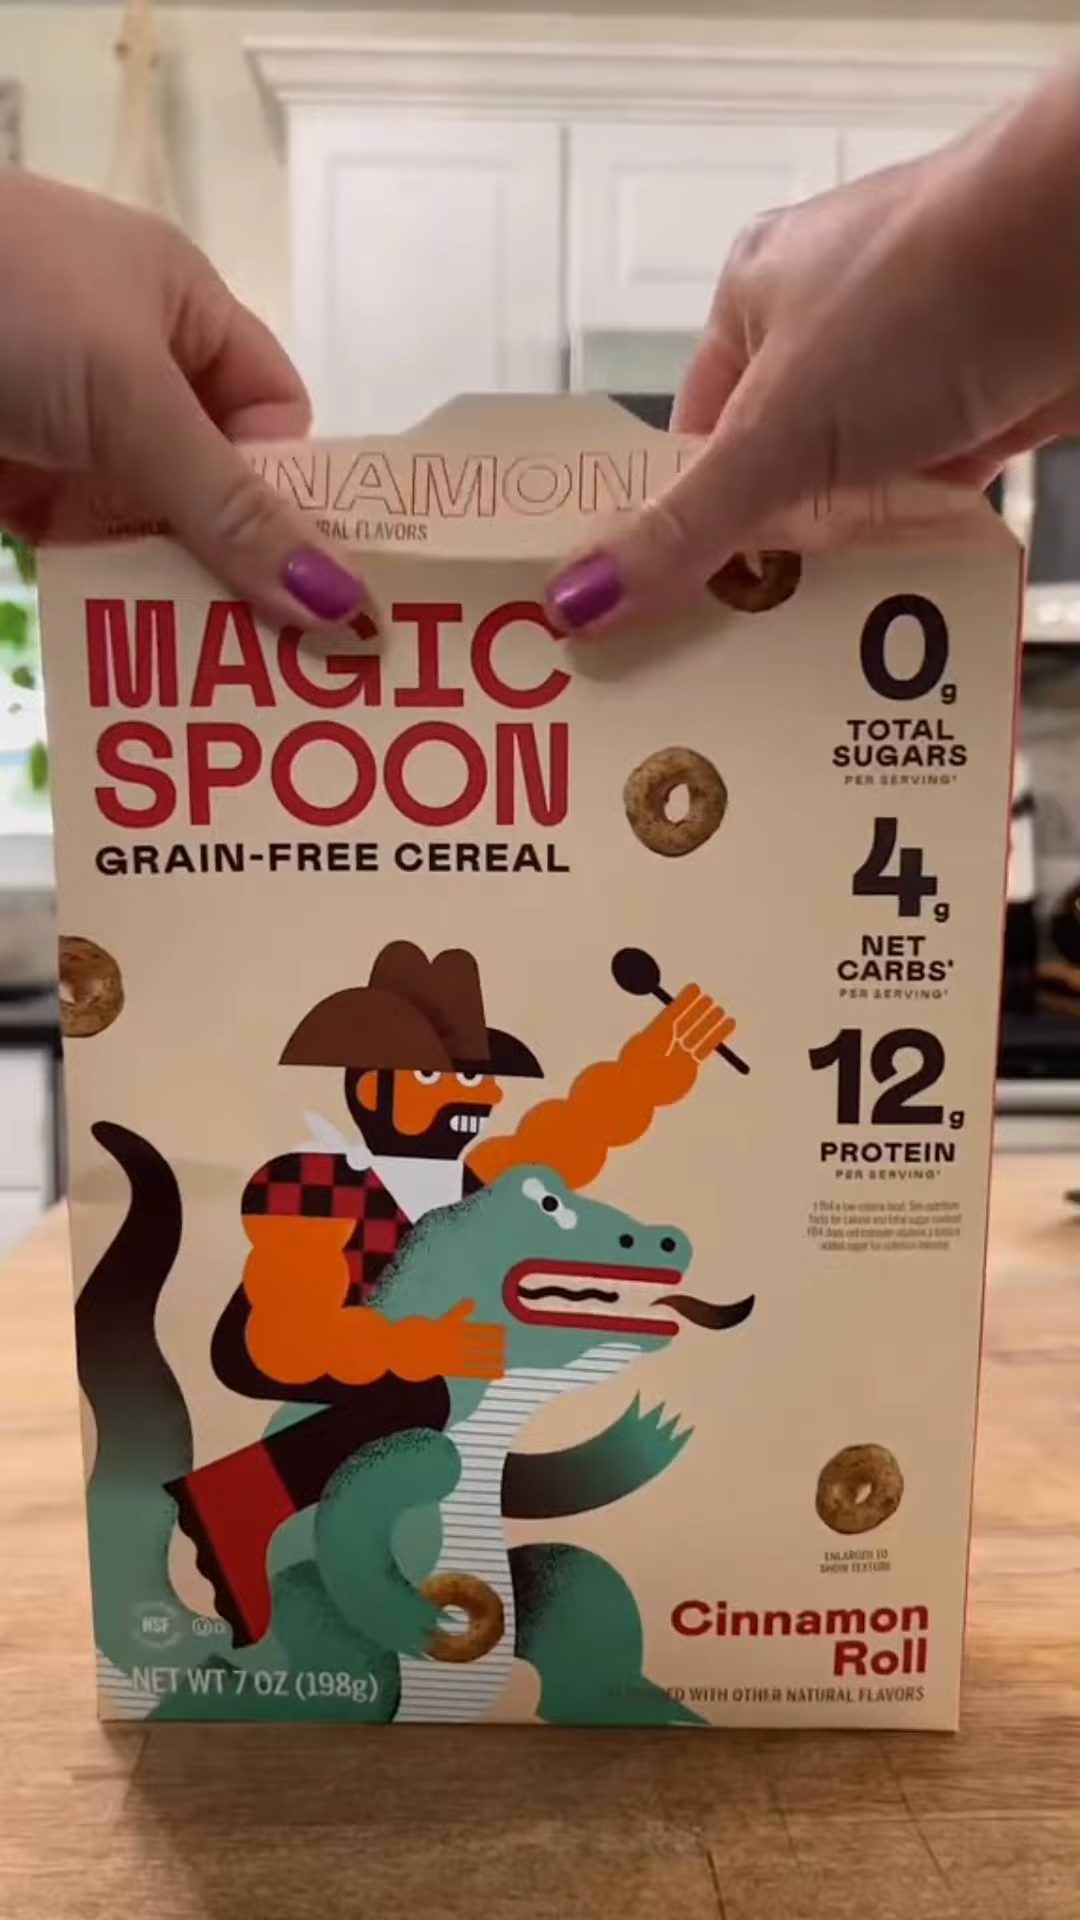 NAMON
RAL FLAVORS
MAGIC
SPOON
GRAIN-FREE CEREAL
0g
TOTAL
SUGARS
PER SERVING†
4g
NET
CARBS*
PER SERVING*
12g
PROTEIN
PER SERVING*
ENLARGED TO
SHOW TEXTURE
Cinnamon
Roll
WITH OTHER NATURAL FLAVORS
NSF
NET WT 7 OZ (198g)